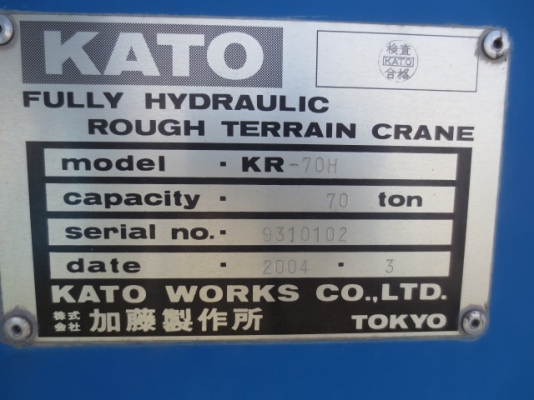 KATO
検査
KATO
合格
FULLY HYDRAULIC
ROUGH TERRAIN CRANE
model · KR-70H
capacity · 70 ton
serial no. · 9310102
date · 2004 · 3
KATO WORKS CO.,LTD.
株式会社 加藤製作所 TOKYO